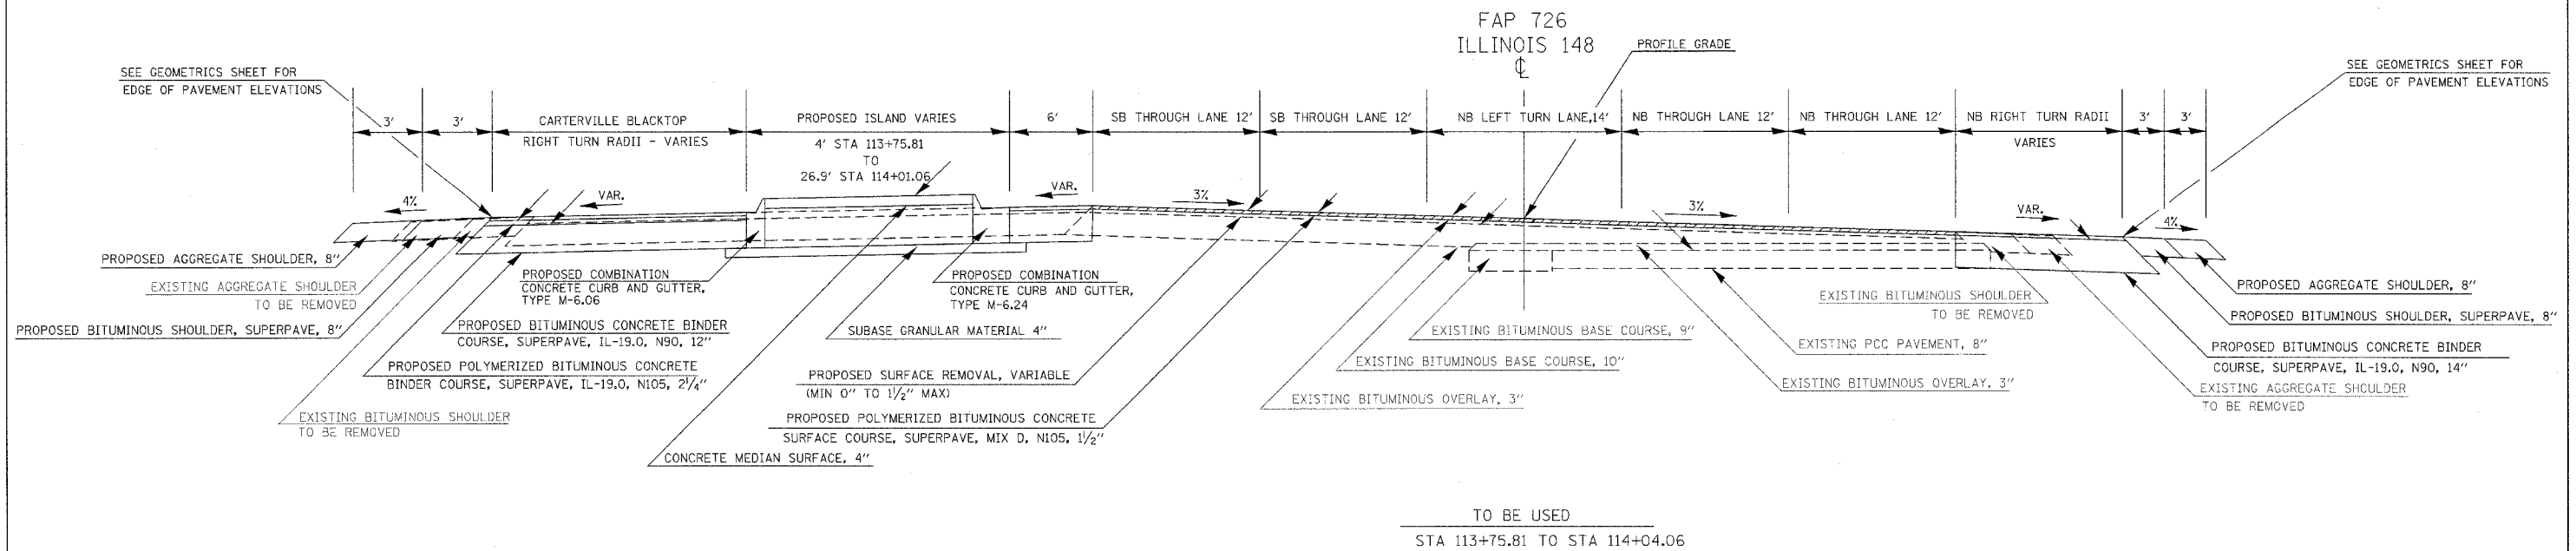 FAP 726
ILLINOIS 148
℄
PROFILE GRADE
SEE GEOMETRICS SHEET FOR
EDGE OF PAVEMENT ELEVATIONS
SEE GEOMETRICS SHEET FOR
EDGE OF PAVEMENT ELEVATIONS
3'
3'
CARTERVILLE BLACKTOP
RIGHT TURN RADII - VARIES
PROPOSED ISLAND VARIES
4' STA 113+75.81
TO
26.9' STA 114+01.06
6'
SB THROUGH LANE 12'
SB THROUGH LANE 12'
NB LEFT TURN LANE,14'
NB THROUGH LANE 12'
NB THROUGH LANE 12'
NB RIGHT TURN RADII
VARIES
3'
3'
4%
VAR.
VAR.
3%
3%
VAR.
4%
PROPOSED AGGREGATE SHOULDER, 8"
EXISTING AGGREGATE SHOULDER
TO BE REMOVED
PROPOSED BITUMINOUS SHOULDER, SUPERPAVE, 8"
PROPOSED COMBINATION
CONCRETE CURB AND GUTTER,
TYPE M-6.06
PROPOSED BITUMINOUS CONCRETE BINDER
COURSE, SUPERPAVE, IL-19.0, N90, 12"
PROPOSED POLYMERIZED BITUMINOUS CONCRETE
BINDER COURSE, SUPERPAVE, IL-19.0, N105, 2 1/4"
EXISTING BITUMINOUS SHOULDER
TO BE REMOVED
PROPOSED COMBINATION
CONCRETE CURB AND GUTTER,
TYPE M-6.24
SUBASE GRANULAR MATERIAL 4"
PROPOSED SURFACE REMOVAL, VARIABLE
(MIN 0" TO 1 1/2" MAX)
PROPOSED POLYMERIZED BITUMINOUS CONCRETE
SURFACE COURSE, SUPERPAVE, MIX D, N105, 1 1/2"
CONCRETE MEDIAN SURFACE, 4"
EXISTING BITUMINOUS BASE COURSE, 9"
EXISTING BITUMINOUS BASE COURSE, 10"
EXISTING BITUMINOUS OVERLAY, 3"
EXISTING BITUMINOUS SHOULDER
TO BE REMOVED
EXISTING PCC PAVEMENT, 8"
EXISTING BITUMINOUS OVERLAY, 3"
PROPOSED AGGREGATE SHOULDER, 8"
PROPOSED BITUMINOUS SHOULDER, SUPERPAVE, 8"
PROPOSED BITUMINOUS CONCRETE BINDER
COURSE, SUPERPAVE, IL-19.0, N90, 14"
EXISTING AGGREGATE SHOULDER
TO BE REMOVED
TO BE USED
STA 113+75.81 TO STA 114+04.06